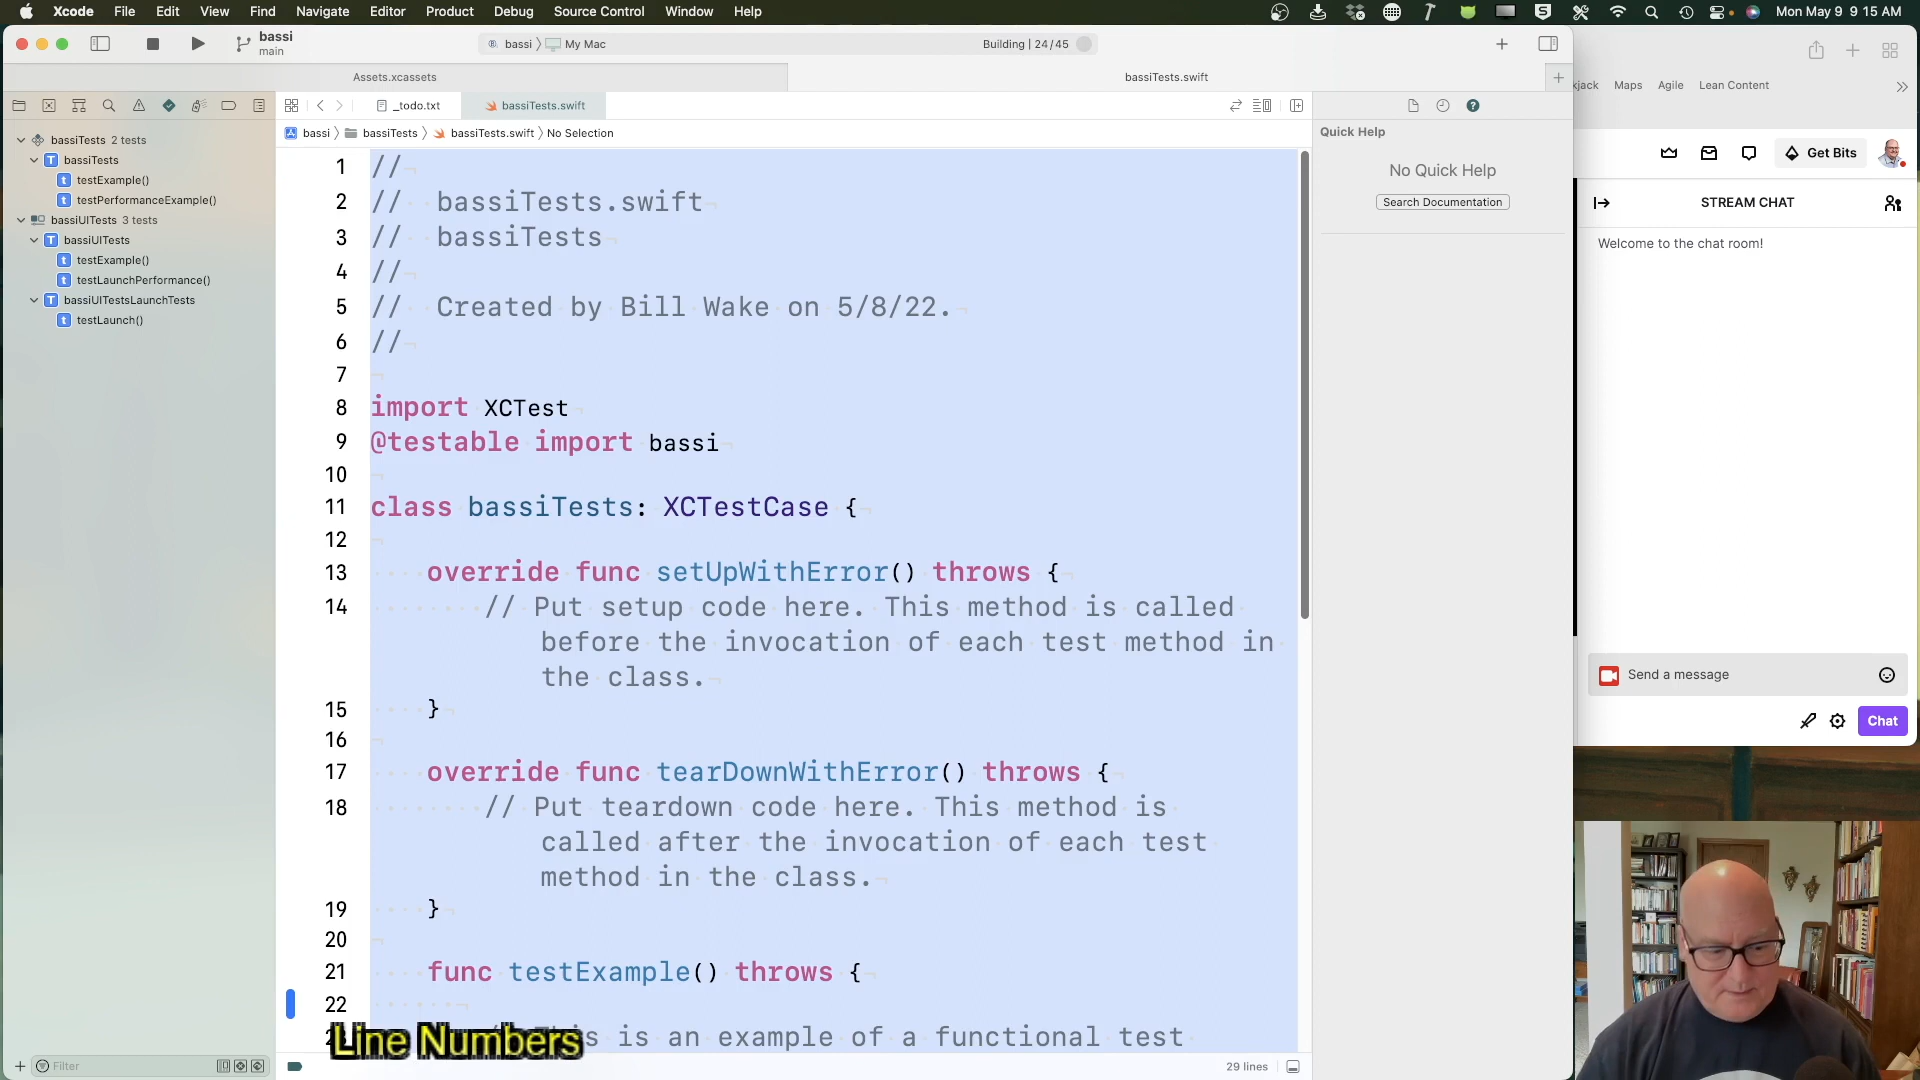 Xcode File Edit View Find Navigate Editor Product Debug Source Control Window Help
Mon May 9 9 15 AM
bassi
main
bassi 〉 My Mac
Building | 24/45
Assets.xcassets
bassiTests.swift
_todo.txt
bassiTests.swift
bassi 〉 bassiTests 〉 bassiTests.swift 〉 No Selection
bassiTests 2 tests
T bassiTests
t testExample()
t testPerformanceExample()
bassiUITests 3 tests
T bassiUITests
t testExample()
t testLaunchPerformance()
T bassiUITestsLaunchTests
t testLaunch()
Filter
1 //
2 // bassiTests.swift
3 // bassiTests
4 //
5 // Created by Bill Wake on 5/8/22.
6 //
7
8 import XCTest
9 @testable import bassi
10
11 class bassiTests: XCTestCase {
12
13 override func setUpWithError() throws {
14 // Put setup code here. This method is called
before the invocation of each test method in
the class.
15 }
16
17 override func tearDownWithError() throws {
18 // Put teardown code here. This method is
called after the invocation of each test
method in the class.
19 }
20
21 func testExample() throws {
22
is an example of a functional test
Line Numbers
29 lines
Quick Help
No Quick Help
Search Documentation
kjack Maps Agile Lean Content
Get Bits
STREAM CHAT
Welcome to the chat room!
Send a message
Chat